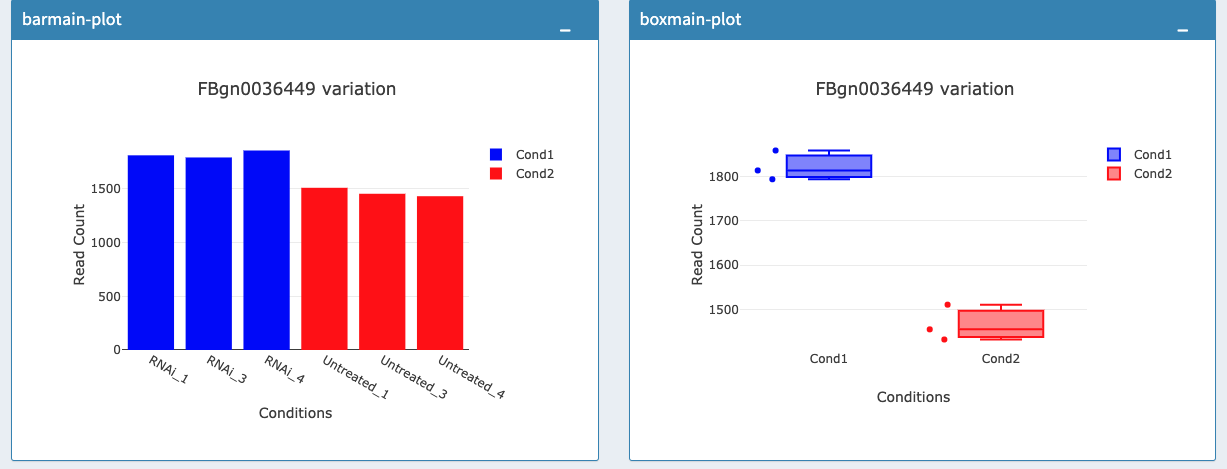 barmain-plot
–
FBgn0036449 variation
Cond1
Cond2
1500
1000
500
0
Read Count
RNAi_1
RNAi_3
RNAi_4
Untreated_1
Untreated_3
Untreated_4
Conditions
boxmain-plot
–
FBgn0036449 variation
Cond1
Cond2
1800
1700
1600
1500
Read Count
Cond1
Cond2
Conditions